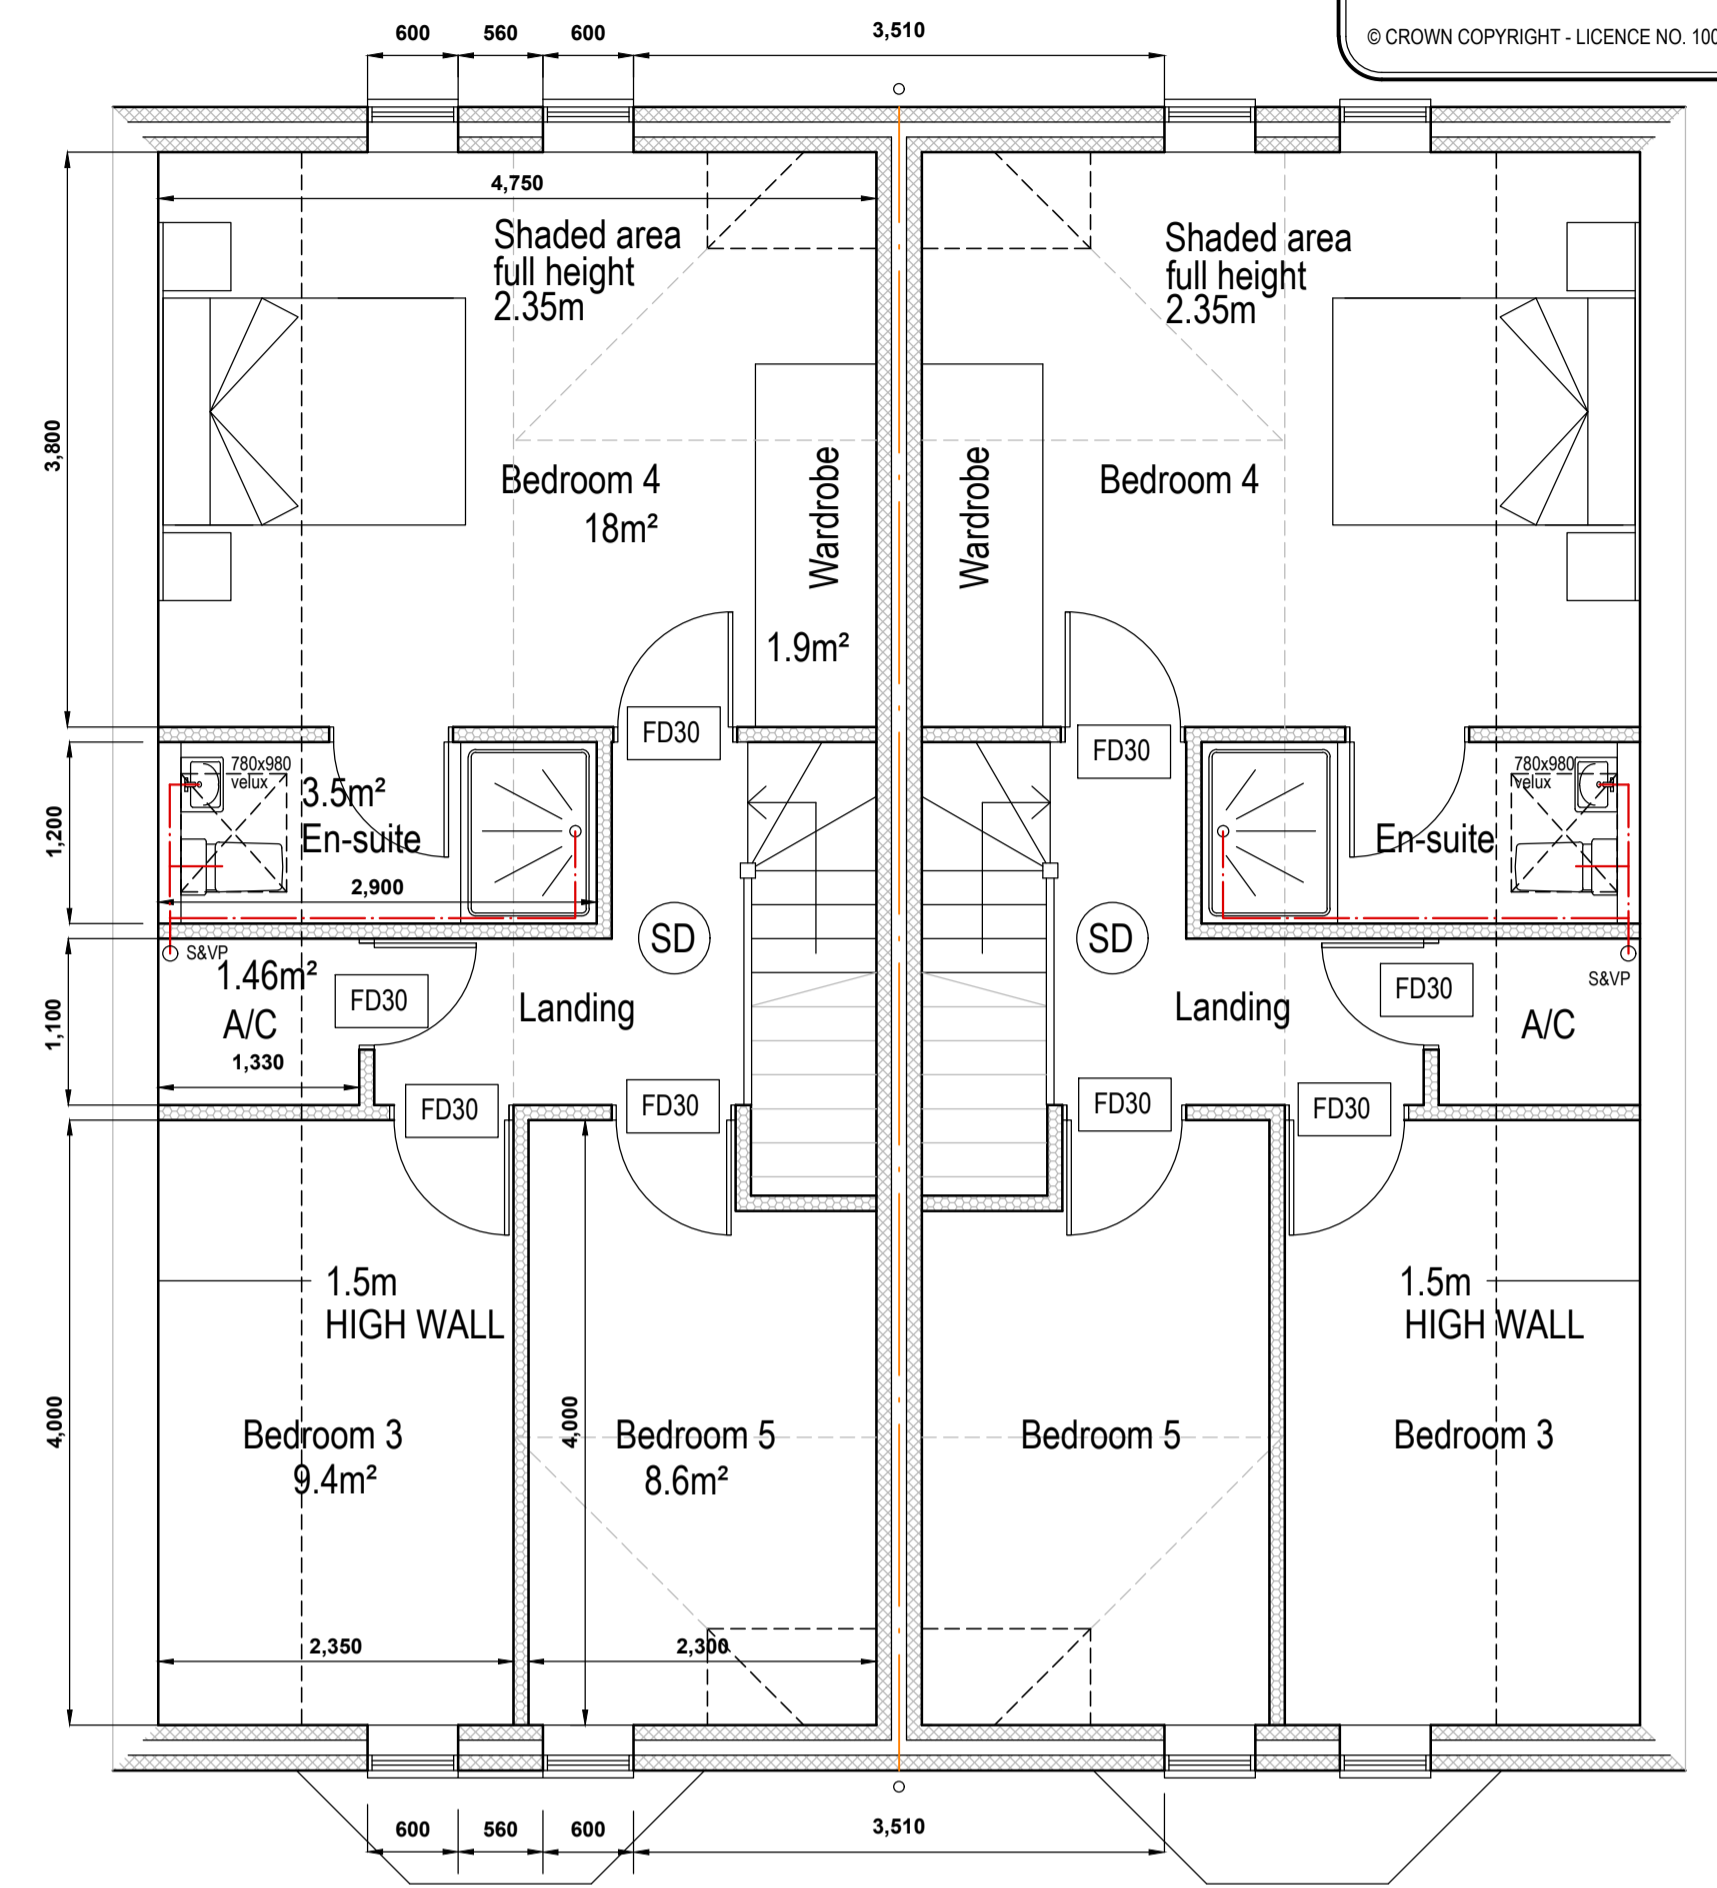 © CROWN COPYRIGHT - LICENCE NO. 100
600 560 600 3,510
4,750
Shaded area
full height
2.35m
Shaded area
full height
2.35m
3,800
Bedroom 4
18m²
Wardrobe
1.9m²
Wardrobe
Bedroom 4
FD30
FD30
780x980
velux
3.5m²
En-suite
2,900
1,200
780x980
velux
En-suite
SD
SD
S&VP
1.46m²
A/C
1,330
1,100
FD30
Landing
Landing
FD30
S&VP
A/C
FD30
FD30
FD30
FD30
1.5m
HIGH WALL
1.5m
HIGH WALL
4,000
Bedroom 3
9.4m²
4,000
Bedroom 5
8.6m²
Bedroom 5
Bedroom 3
2,350
2,300
600 560 600 3,510